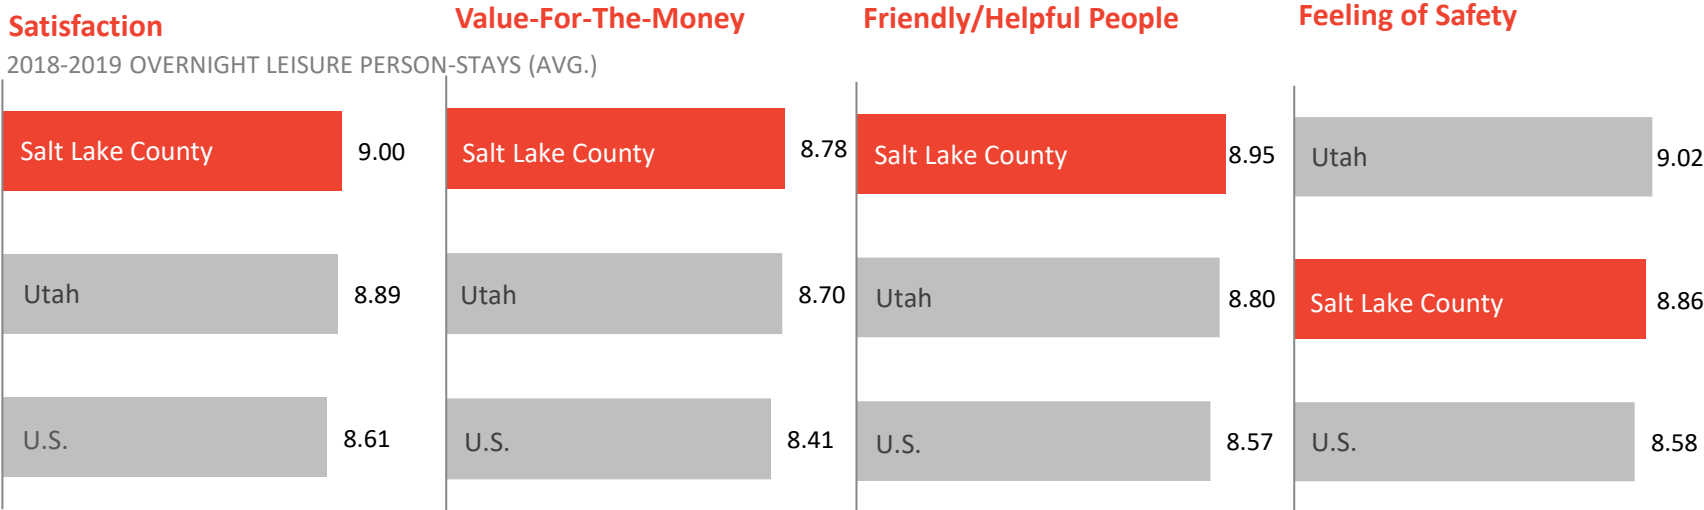 Satisfaction
2018-2019 OVERNIGHT LEISURE PERSON-STAYS (AVG.)
Salt Lake County 9.00
Utah 8.89
U.S. 8.61
Value-For-The-Money
Salt Lake County 8.78
Utah 8.70
U.S. 8.41
Friendly/Helpful People
Salt Lake County 8.95
Utah 8.80
U.S. 8.57
Feeling of Safety
Utah 9.02
Salt Lake County 8.86
U.S. 8.58